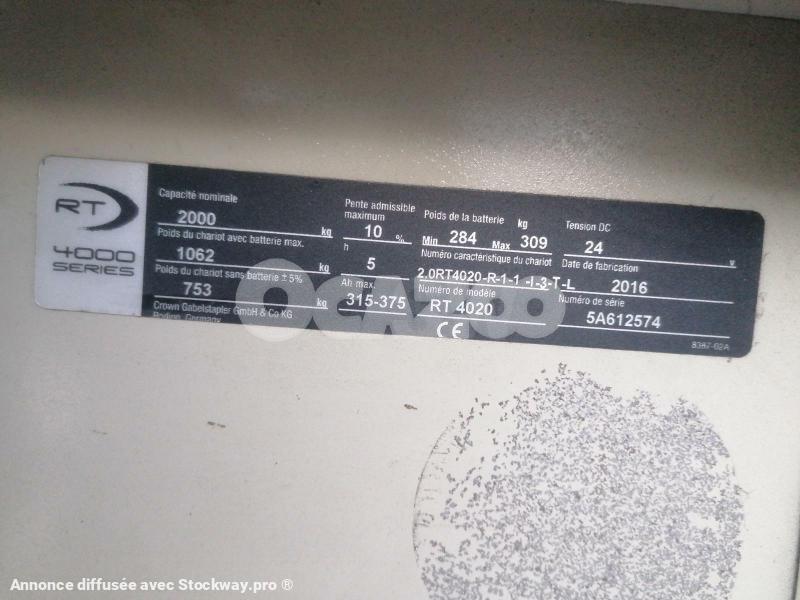 RT
4000
SERIES
Capacité nominale
2000 kg
Poids du chariot avec batterie max.
1062 kg
Poids du chariot sans batterie ± 5%
753 kg
Crown Gabelstapler GmbH & Co KG
Roding, Germany
Pente admissible
maximum
10 %
h
5
Ah max.
315-375
Poids de la batterie kg
Min 284 Max 309
Numéro caractéristique du chariot
2.0RT4020-R-1-1 -I-3-T-L
Numéro de modèle
RT 4020
CE
Tension DC
24 V
Date de fabrication
2016
Numéro de série
5A612574
8387-02A
OCAZOO
Annonce diffusée avec Stockway.pro ®